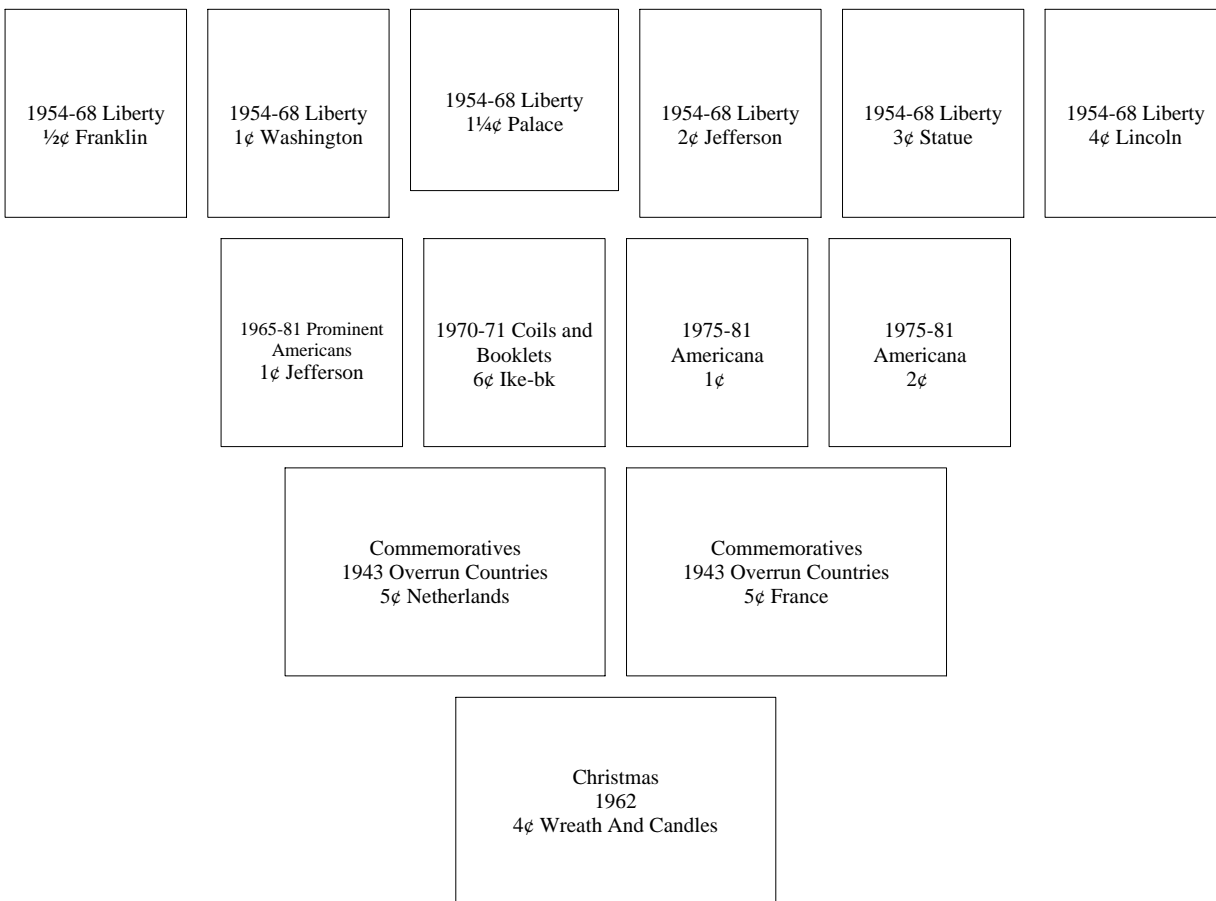 1954-68 Liberty
½¢ Franklin
1954-68 Liberty
1¢ Washington
1954-68 Liberty
1¼¢ Palace
1954-68 Liberty
2¢ Jefferson
1954-68 Liberty
3¢ Statue
1954-68 Liberty
4¢ Lincoln
1965-81 Prominent
Americans
1¢ Jefferson
1970-71 Coils and
Booklets
6¢ Ike-bk
1975-81
Americana
1¢
1975-81
Americana
2¢
Commemoratives
1943 Overrun Countries
5¢ Netherlands
Commemoratives
1943 Overrun Countries
5¢ France
Christmas
1962
4¢ Wreath And Candles